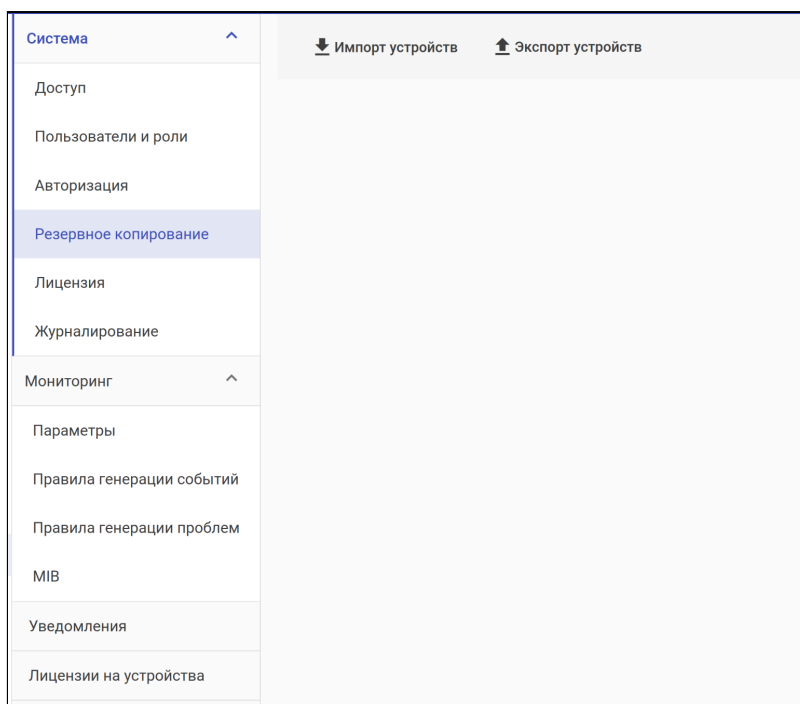 Система
Импорт устройств
Экспорт устройств
Доступ
Пользователи и роли
Авторизация
Резервное копирование
Лицензия
Журналирование
Мониторинг
Параметры
Правила генерации событий
Правила генерации проблем
MIB
Уведомления
Лицензии на устройства